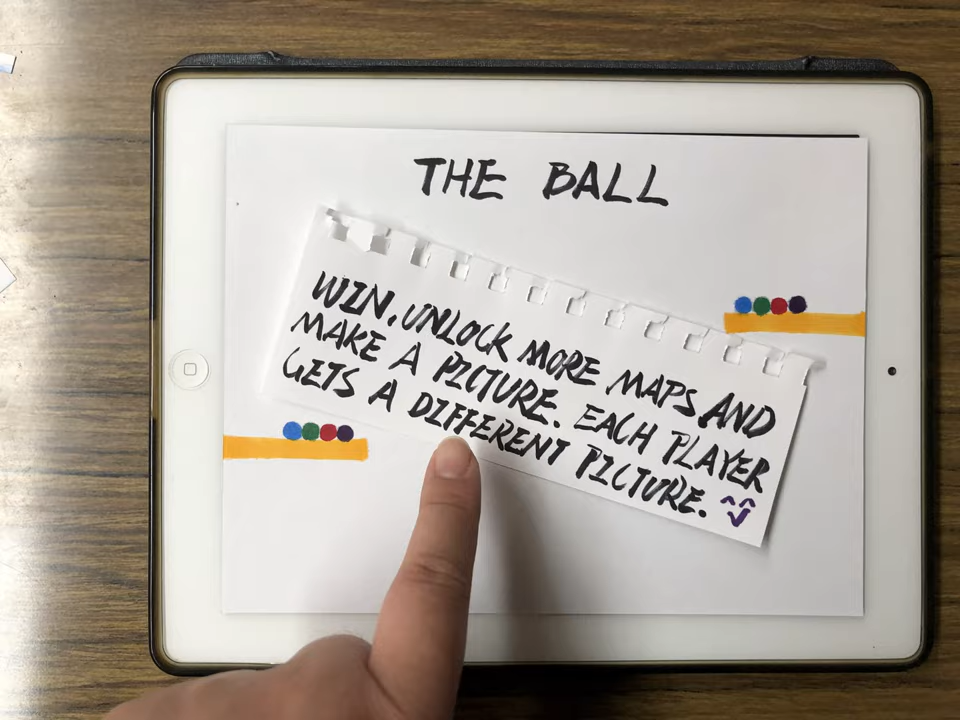 THE BALL
WIN, UNLOCK MORE MAPS AND
MAKE A PICTURE. EACH PLAYER
GETS A DIFFERENT PICTURE.